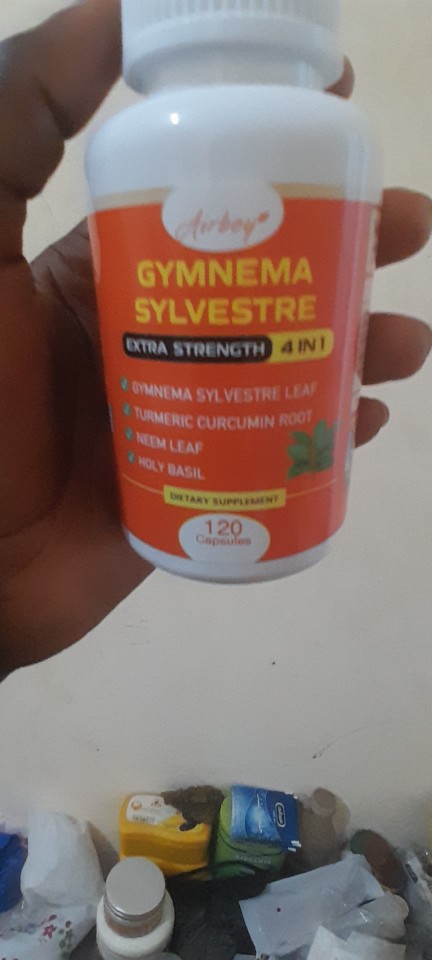 Airboy
GYMNEMA
SYLVESTRE
EXTRA STRENGTH 4 IN 1
GYMNEMA SYLVESTRE LEAF
TURMERIC CURCUMIN ROOT
NEEM LEAF
HOLY BASIL
DIETARY SUPPLEMENT
120
Capsules